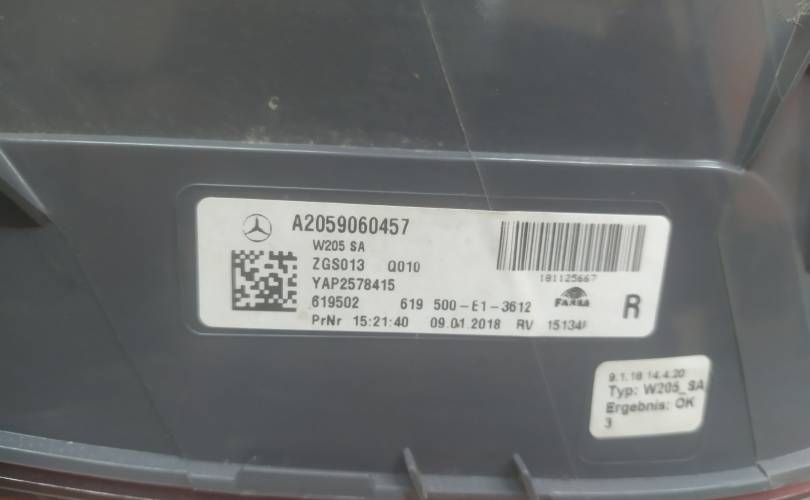 A2059060457
W205 SA
ZGS013 Q010
YAP2578415
619502 619 500-E1-3612
PrNr 15:21:40 09.01.2018 RV
181125667
FARBA
R
9.1.18 14.4.20
Typ: W205_SA
Ergebnis: OK
3